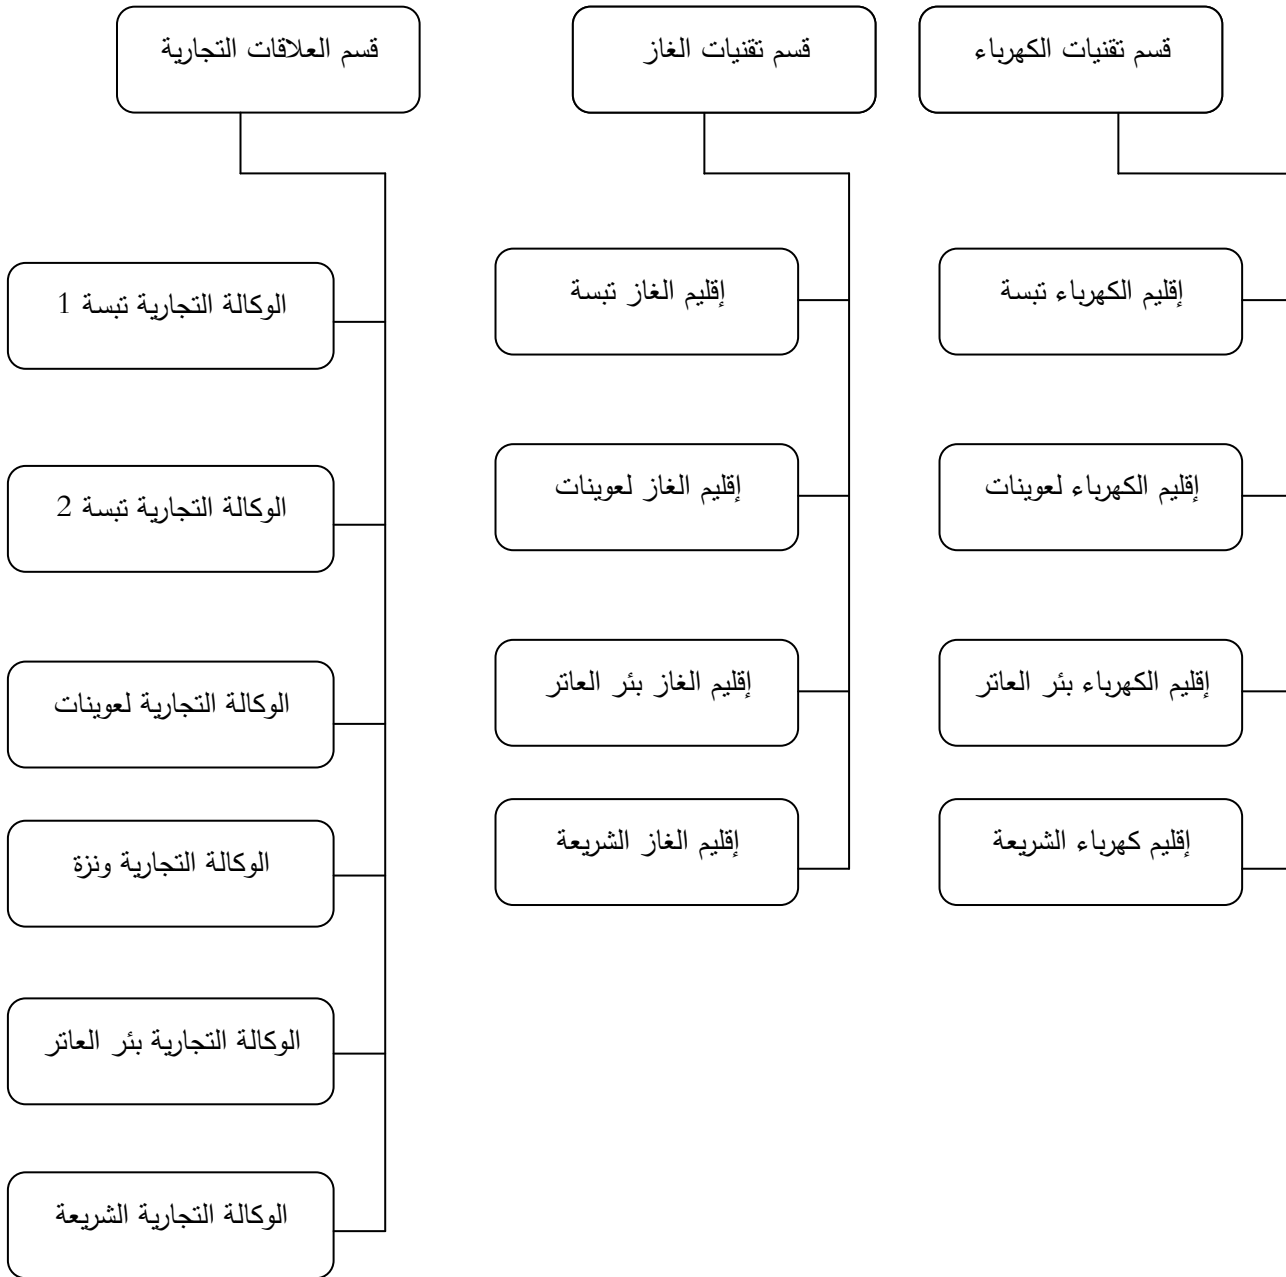 قسم تقنيات الكهرباء
قسم تقنيات الغاز
قسم العلاقات التجارية
إقليم الكهرباء تبسة
إقليم الكهرباء لعوينات
إقليم الكهرباء بئر العاتر
إقليم كهرباء الشريعة
إقليم الغاز تبسة
إقليم الغاز لعوينات
إقليم الغاز بئر العاتر
إقليم الغاز الشريعة
الوكالة التجارية تبسة 1
الوكالة التجارية تبسة 2
الوكالة التجارية لعوينات
الوكالة التجارية ونزة
الوكالة التجارية بئر العاتر
الوكالة التجارية الشريعة